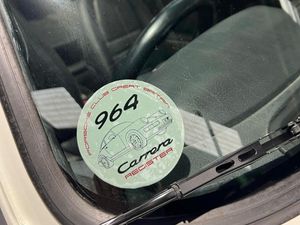 PORSCHE CLUB GREAT BRITAIN
964
Carrera
REGISTER